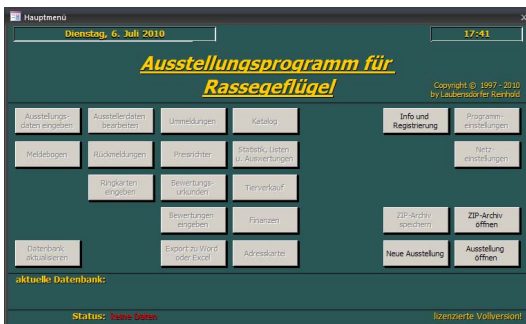 Hauptmenü
Dienstag, 6. Juli 2010
17:41
Ausstellungsprogramm für
Rassegeflügel
Copyright © 1997 - 2010
by Laubensdörfer Reinhold
Ausstellungs-
daten eingeben
Ausstellerdaten
bearbeiten
Ummeldungen
Katalog
Info und
Registrierung
Programm-
einstellungen
Meldebogen
Rückmeldungen
Preisrichter
Statistik, Listen
u. Auswertungen
Netz-
einstellungen
Ringkarten
eingeben
Bewertungs-
urkunden
Tierverkauf
Bewertungen
eingeben
Finanzen
ZIP-Archiv
speichern
ZIP-Archiv
öffnen
Datenbank
aktualisieren
Export zu Word
oder Excel
Adresskarte
Neue Ausstellung
Ausstellung
öffnen
aktuelle Datenbank:
Status: keine Daten
lizenzierte Vollversion!